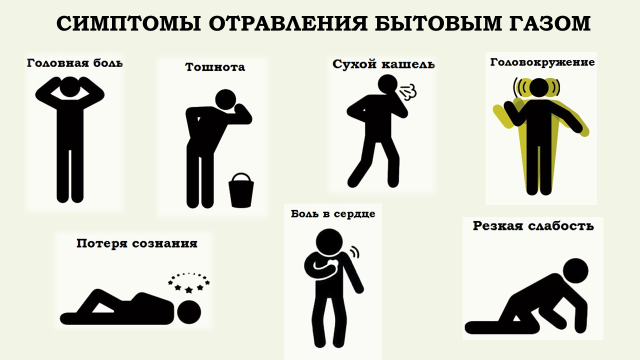 СИМПТОМЫ ОТРАВЛЕНИЯ БЫТОВЫМ ГАЗОМ
Головная боль
Тошнота
Сухой кашель
Головокружение
Потеря сознания
Боль в сердце
Резкая слабость